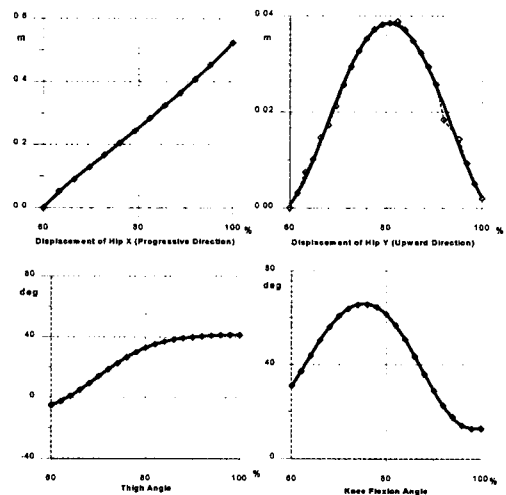 0.6
m
0.4
0.2
0.0
60 80 100 %
Displacement of Hip X (Progressive Direction)
0.04
m
0.02
0.00
60 80 100 %
Displacement of Hip Y (Upward Direction)
80
deg
40
0
-40
60 80 100 %
Thigh Angle
80
deg
40
0
60 80 100 %
Knee Flexion Angle